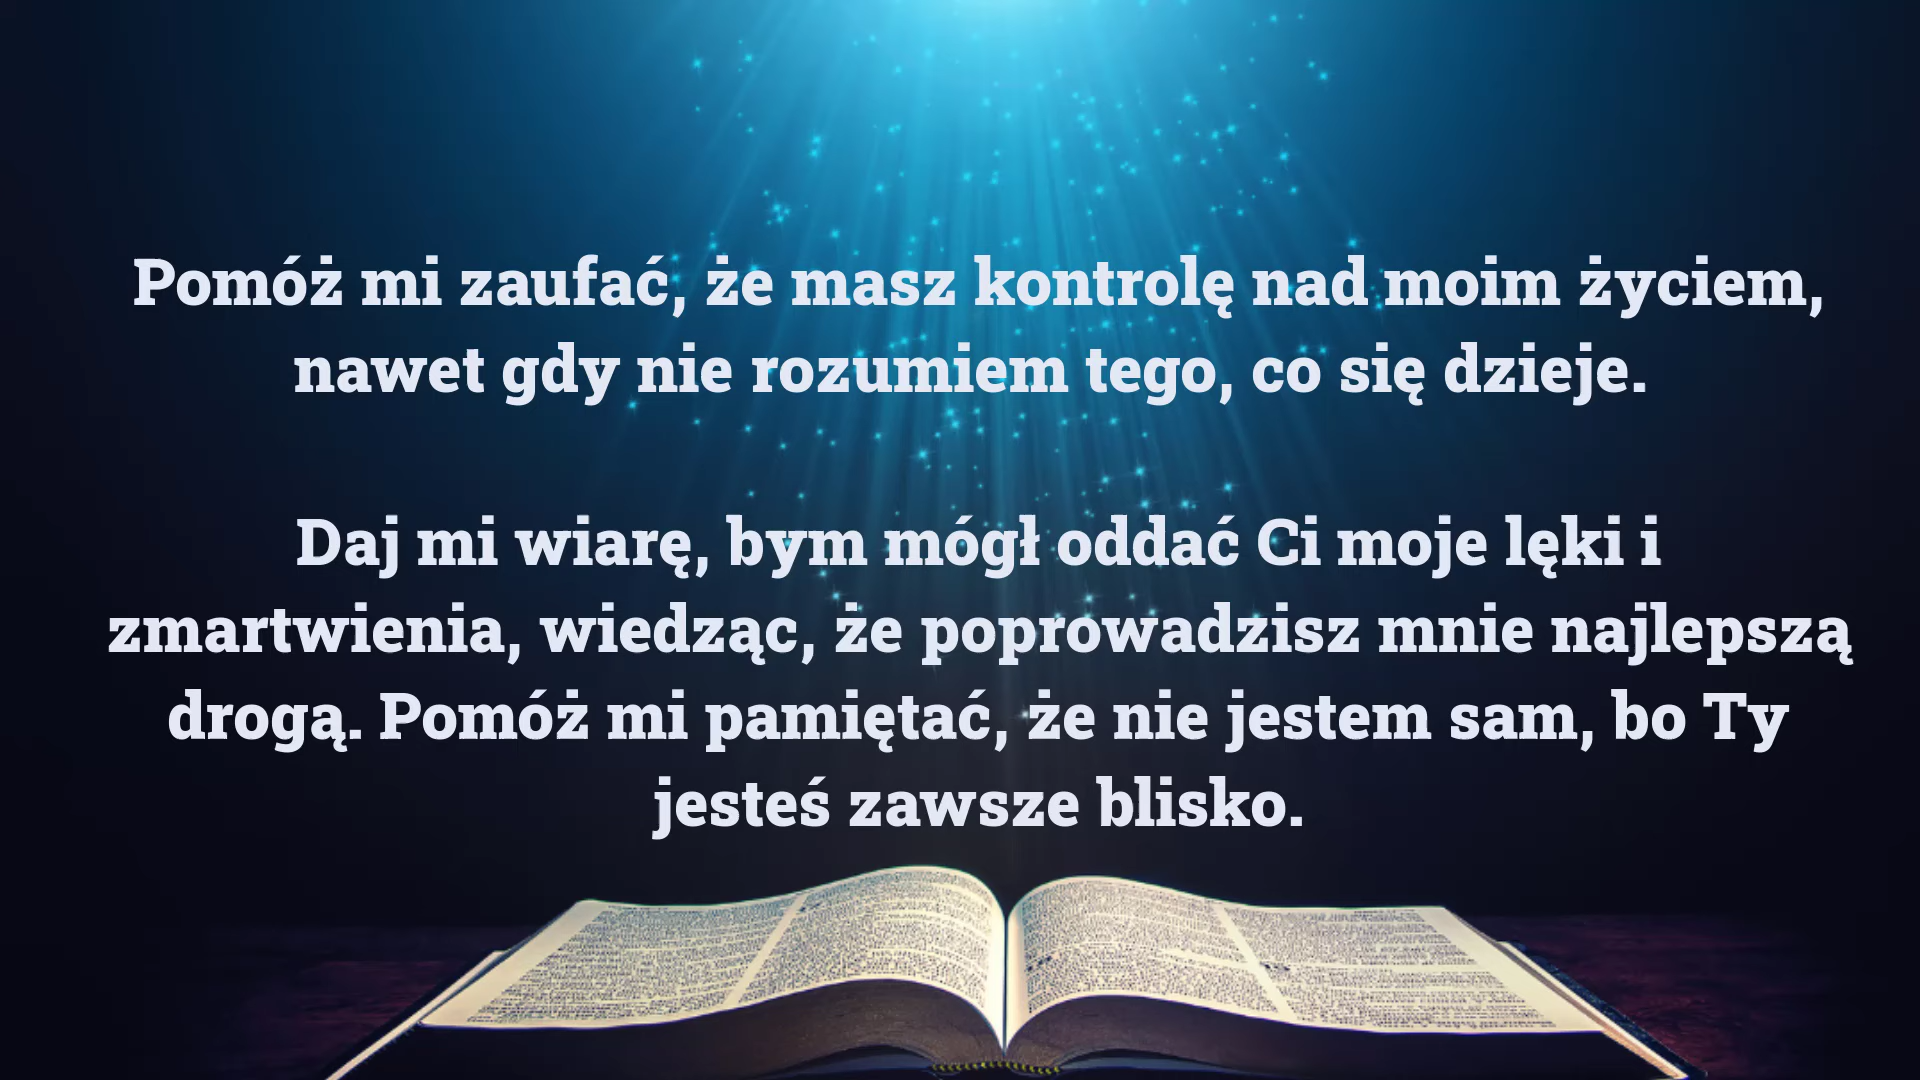 Pomóż mi zaufać, że masz kontrolę nad moim życiem,
nawet gdy nie rozumiem tego, co się dzieje.
Daj mi wiarę, bym mógł oddać Ci moje lęki i
zmartwienia, wiedząc, że poprowadzisz mnie najlepszą
drogą. Pomóż mi pamiętać, że nie jestem sam, bo Ty
jesteś zawsze blisko.